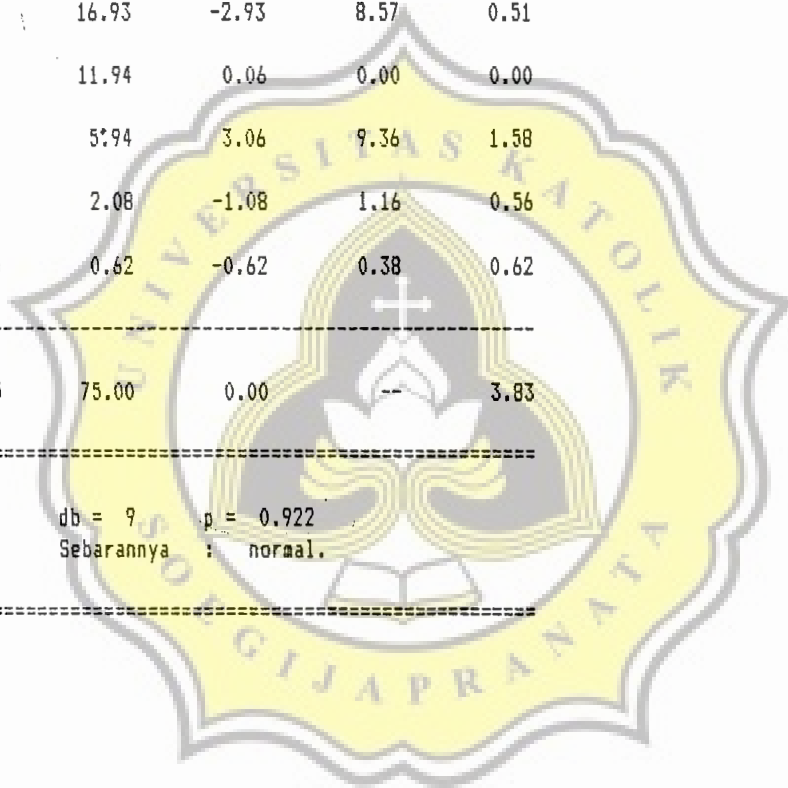 16.93 -2.93 8.57 0.51
11.94 0.06 0.00 0.00
5.94 3.06 9.36 1.58
2.08 -1.08 1.16 0.56
0.62 -0.62 0.38 0.62
75.00 0.00 -- 3.83
db = 9 p = 0.922
Sebarannya : normal.
UNIVERSITAS KATOLIK
SOEGIJAPRANATA